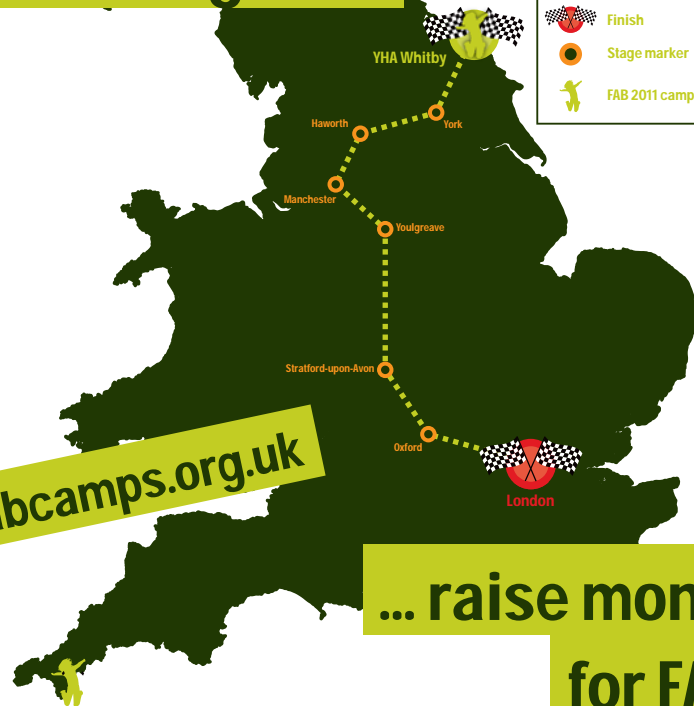 Finish
YHA Whitby
Stage marker
FAB 2011 camp
Haworth
York
Manchester
Youlgreave
Stratford-upon-Avon
Oxford
bcamps.org.uk
London
... raise mon
for FA